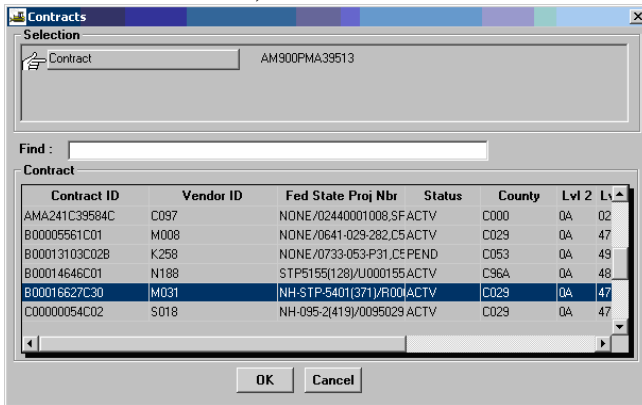 Contracts
Selection
Contract AM900PMA39513
Find :
Contract
Contract ID Vendor ID Fed State Proj Nbr Status County Lvl 2 Lv
AMA241C39584C C097 NONE/02440001008,SF ACTV C000 0A 02
B00005561C01 M008 NONE/0641-029-282,C5 ACTV C029 0A 47
B00013103C02B K258 NONE/0733-053-P31,C5 PEND C053 0A 49
B00014646C01 N188 STP5155(128)/U000155 ACTV C96A 0A 48
B00016627C30 M031 NH-STP-5401(371)/R00 ACTV C029 0A 47
C00000054C02 S018 NH-095-2(419)/0095029 ACTV C029 0A 47
OK Cancel